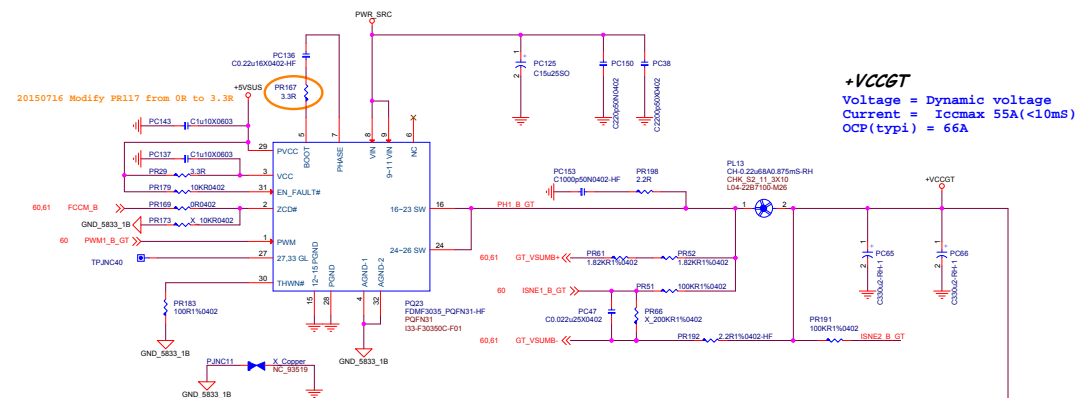 PWR_SRC
PC136
C0.22u16X0402-HF
PR167
3.3R
20150716 Modify PR117 from 0R to 3.3R
+5VSUS
PC143
C1u10X0603
PC137
C1u10X0603
PR29
3.3R
PR179
10KR0402
60,61
FCCM_B
PR169
0R0402
GND_5833_1B
PR173
X_10KR0402
60
PWM1_B_GT
TPJNC40
PR183
100R1%0402
GND_5833_1B
5
7
8
9
6
BOOT
PHASE
VIN
9~11 VIN
NC
29
PVCC
3
VCC
31
EN_FAULT#
2
ZCD#
1
PWM
27
27,33 GL
30
THWN#
12~15 PGND
PGND
AGND-1
AGND-2
15
28
4
32
16~23 SW
16
24~26 SW
24
PQ23
FDMF3035_PQFN31-HF
PQFN31
I33-F30350C-F01
GND_5833_1B
PJNC11
X_Copper
NC_93519
GND_5833_1B
1
2
PC125
C15u25SO
PC150
C2200p50N0402
PC38
C2200p50X0402
+VCCGT
Voltage = Dynamic voltage
Current = Iccmax 55A(<10mS)
OCP(typi) = 66A
PL13
CH-0.22u68A0.875mS-RH
CHK_S2_11_3X10
L04-22B7100-M26
PC153
C1000p50N0402-HF
PR198
2.2R
PH1_B_GT
1
2
+VCCGT
60,61
GT_VSUMB+
PR61
1.82KR1%0402
PR52
1.82KR1%0402
60
ISNE1_B_GT
PR51
100KR1%0402
PC47
C0.022u25X0402
PR66
X_200KR1%0402
60,61
GT_VSUMB-
PR192
2.2R1%0402-HF
PR191
100KR1%0402
ISNE2_B_GT
1
2
PC65
C330u2-RH-1
1
2
PC66
C330u2-RH-1